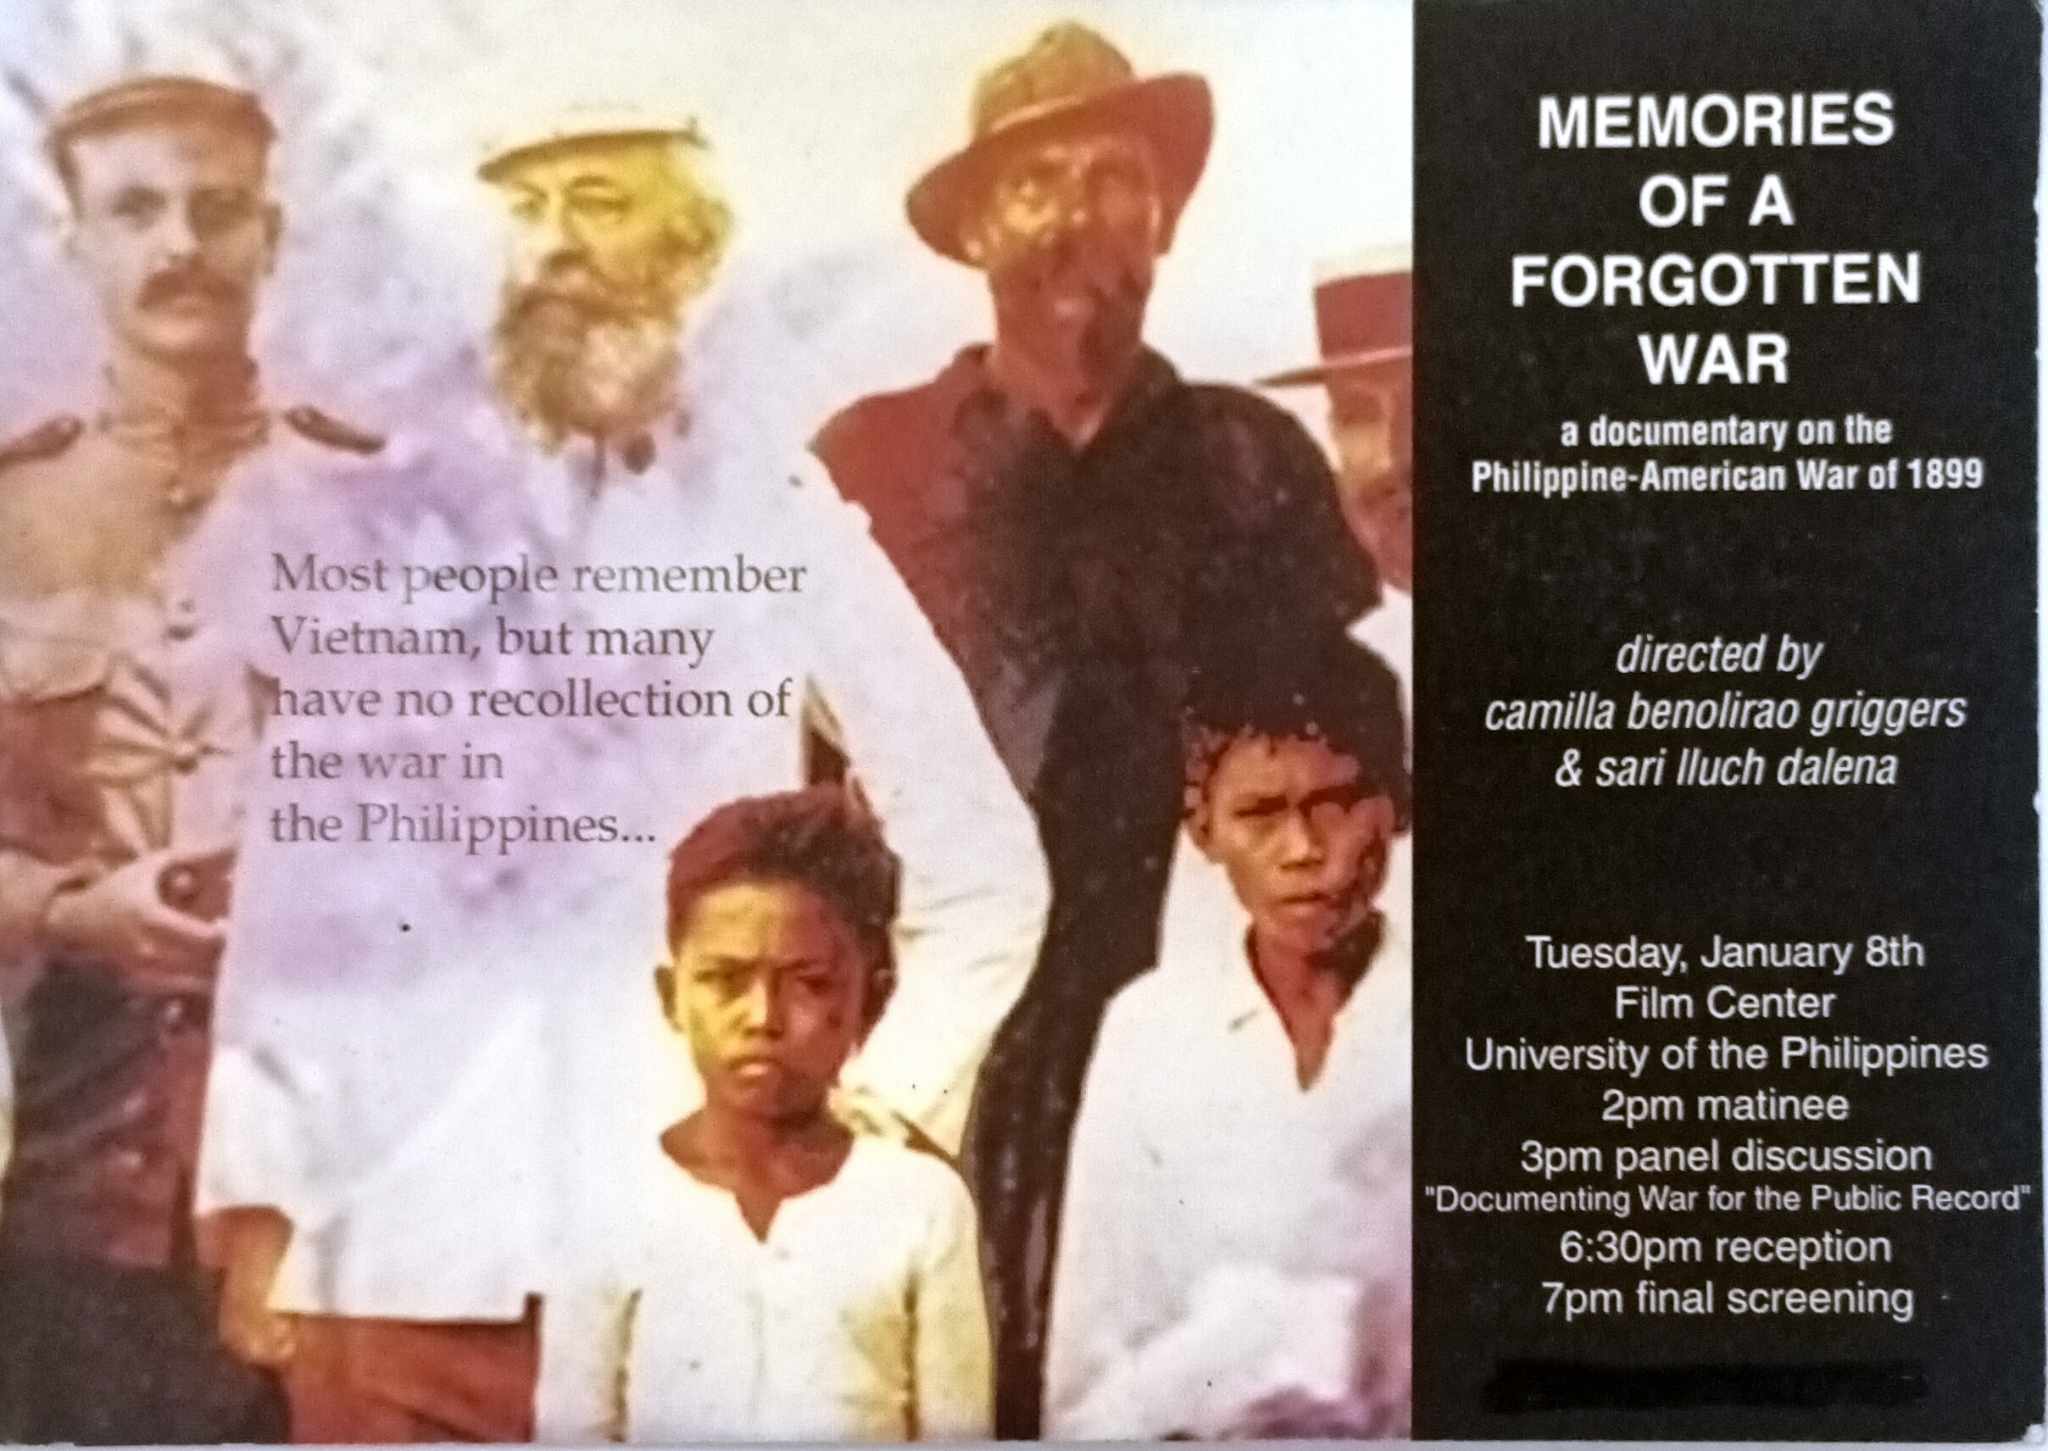 Most people remember
Vietnam, but many
have no recollection of
the war in
the Philippines...
MEMORIES
OF A
FORGOTTEN
WAR
a documentary on the
Philippine-American War of 1899
directed by
camilla benolirao griggers
& sari lluch dalena
Tuesday, January 8th
Film Center
University of the Philippines
2pm matinee
3pm panel discussion
"Documenting War for the Public Record"
6:30pm reception
7pm final screening